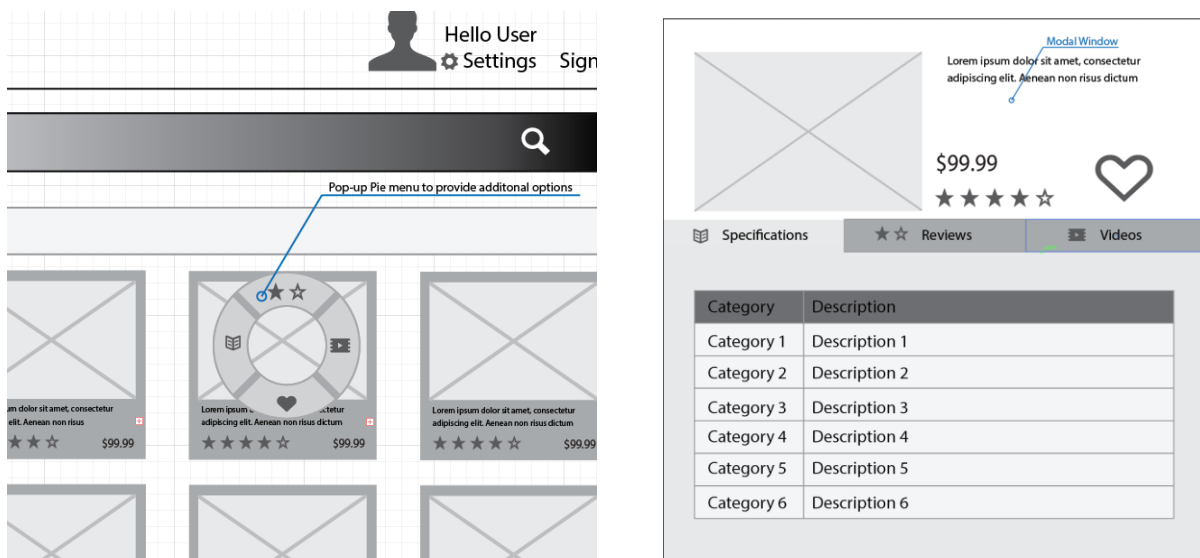 Hello User
Settings Sign
Pop-up Pie menu to provide additonal options
um dolor sit amet, consectetur
elit. Aenean non risus
$99.99
Lorem ipsum
adipiscing elit. Aenean non risus dictum
$99.99
Lorem ipsum dolor sit amet, consectetur
adipiscing elit. Aenean non risus dictum
$99.99
Modal Window
Lorem ipsum dolor sit amet, consectetur
adipiscing elit. Aenean non risus dictum
$99.99
Specifications Reviews Videos
Category Description
Category 1 Description 1
Category 2 Description 2
Category 3 Description 3
Category 4 Description 4
Category 5 Description 5
Category 6 Description 6